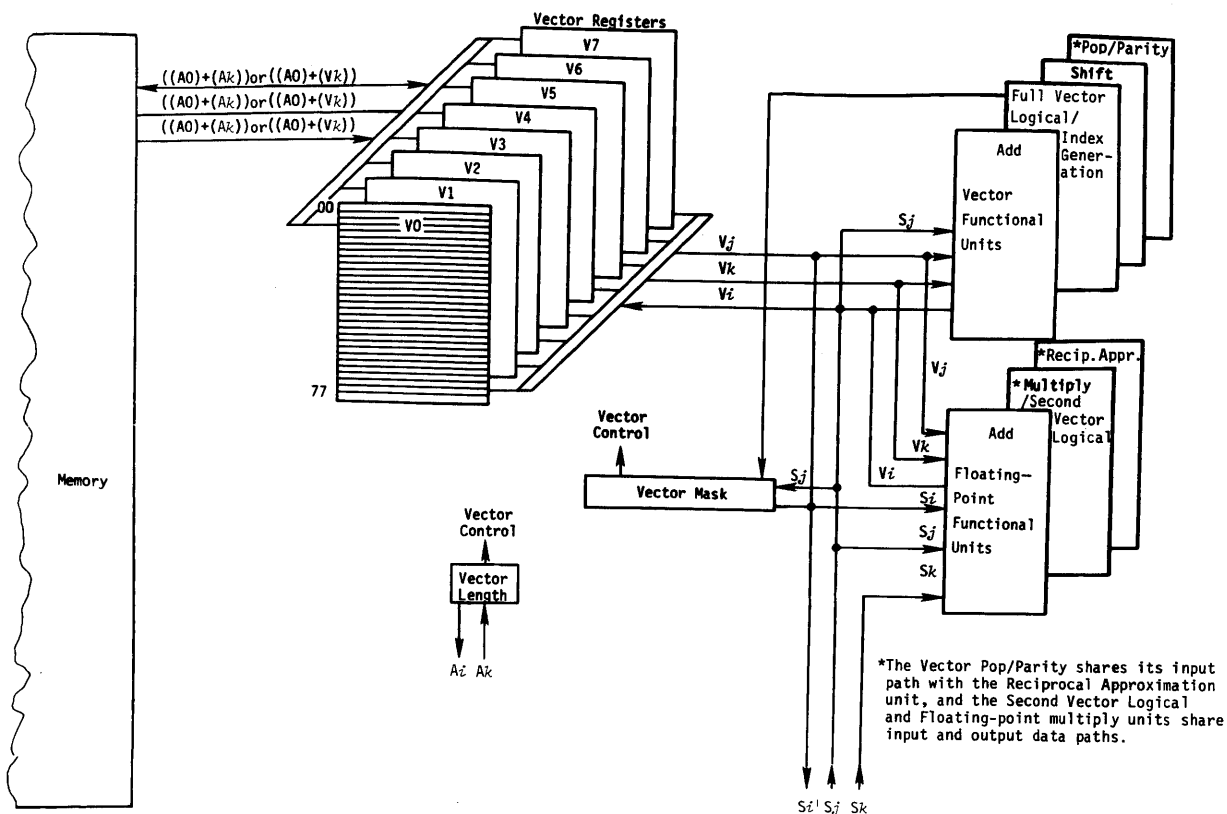 Vector Registers
V7
V6
V5
V4
V3
V2
V1
00
V0
77
((A0)+(Ak))or((A0)+(Vk))
((A0)+(Ak))or((A0)+(Vk))
((A0)+(Ak))or((A0)+(Vk))
Memory
*Pop/Parity
Shift
Full Vector
Logical/
Index
Gener-
ation
Add
Vector
Functional
Units
Sj
Vj
Vk
Vi
Vj
Vk
Vi
*Recip.Appr.
*Multiply
/Second
Vector
Logical
Add
Floating-
Point
Functional
Units
Si
Sj
Sk
Vector
Control
Vector Mask
Sj
Vector
Control
Vector
Length
Ai Ak
*The Vector Pop/Parity shares its input
path with the Reciprocal Approximation
unit, and the Second Vector Logical
and Floating-point multiply units share
input and output data paths.
Si Sj Sk